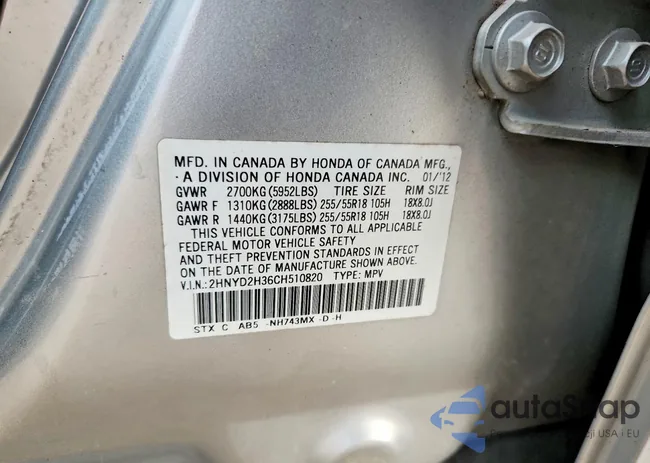 MFD. IN CANADA BY HONDA OF CANADA MFG.,
A DIVISION OF HONDA CANADA INC. 01/'12
GVWR 2700KG(5952LBS) TIRE SIZE RIM SIZE
GAWR F 1310KG(2888LBS) 255/55R18 105H 18X8.0J
GAWR R 1440KG(3175LBS) 255/55R18 105H 18X8.0J
THIS VEHICLE CONFORMS TO ALL APPLICABLE
FEDERAL MOTOR VEHICLE SAFETY
AND THEFT PREVENTION STANDARDS IN EFFECT
ON THE DATE OF MANUFACTURE SHOWN ABOVE.
V.I.N.:2HNYD2H36CH510820 TYPE: MPV
STX C AB5 -NH743MX -D -H
USA • EU